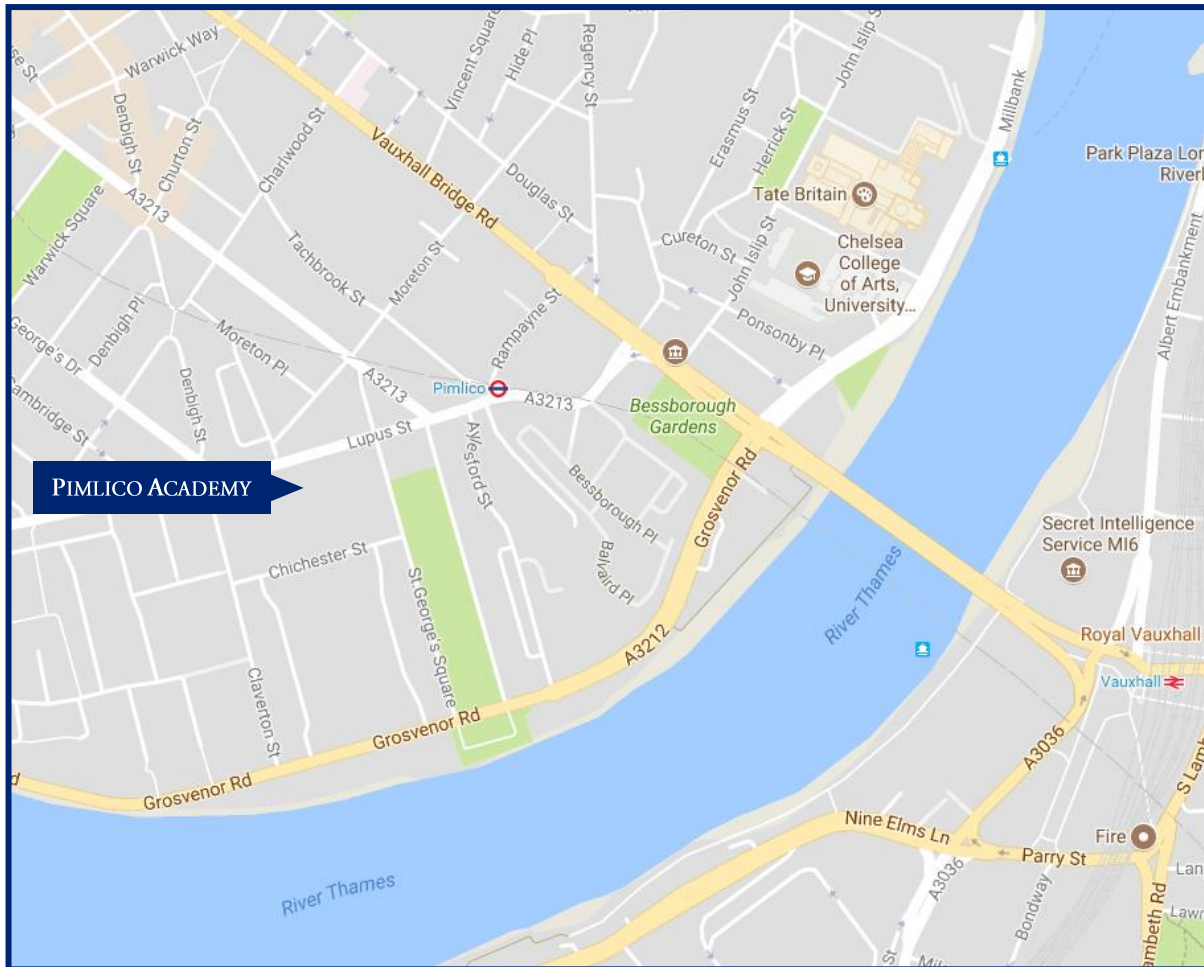 Warwick Way
Vincent Square
Hide Pl
Regency St
John Islip St
Millbank
Denbigh St
Churton St
Charlwood St
Vauxhall Bridge Rd
Erasmus St
Herrick St
Park Plaza Lon
Riverb
Tate Britain
Douglas St
A3213
Warwick Square
Tachbrook St
Moreton St
Cureton St
John Islip St
Chelsea
College
of Arts,
University...
Albert Embankment
Rampayne St
Ponsonby Pl
George's Dr
Denbigh Pl
Moreton Pl
A3213
Pimlico
A3213
Bessborough
Gardens
Cambridge St
Denbigh St
Lupus St
Aylesford St
PIMLICO ACADEMY
Bessborough Pl
Grosvenor Rd
Secret Intelligence
Service MI6
Chichester St
Balvaird Pl
River Thames
St.George's Square
A3212
Royal Vauxhall
Vauxhall
Claverton St
Grosvenor Rd
A3036
S Lamb
Grosvenor Rd
Nine Elms Ln
Fire
Parry St
River Thames
A3036
Bondway
Lan
Lawn
ambeth Rd
St